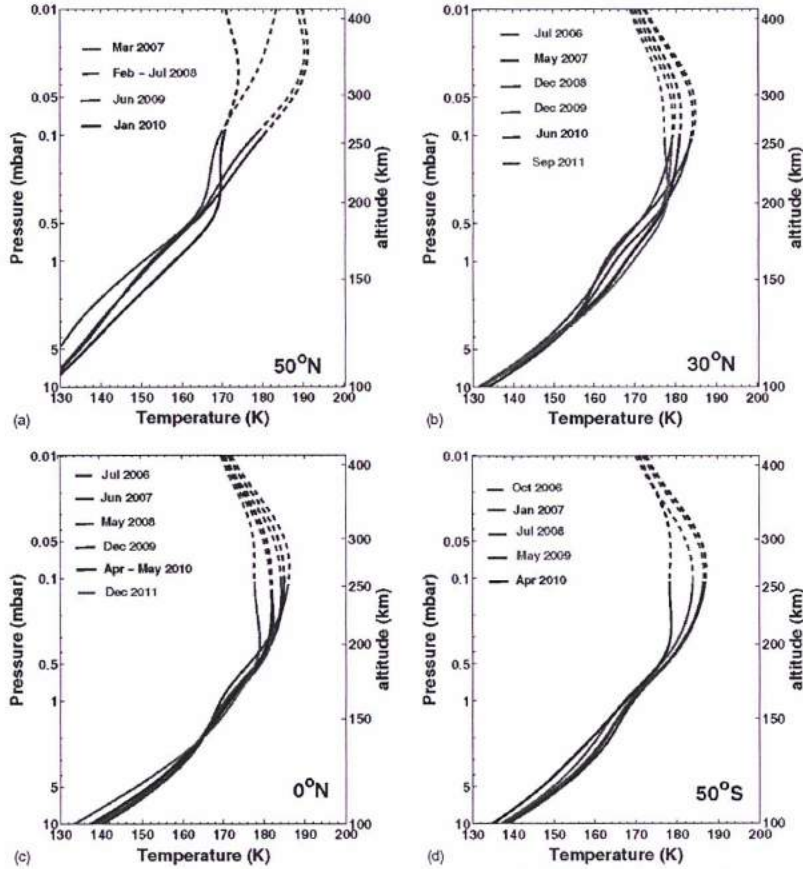 0.01
0.05
0.1
0.5
1
5
10
Pressure (mbar)
Mar 2007
Feb – Jul 2008
Jun 2009
Jan 2010
50°N
400
300
250
200
150
100
altitude (km)
130 140 150 160 170 180 190 200
(a) Temperature (K)
0.01
0.05
0.1
0.5
1
5
10
Pressure (mbar)
Jul 2006
May 2007
Dec 2008
Dec 2009
Jun 2010
Sep 2011
30°N
400
300
250
200
150
100
altitude (km)
130 140 150 160 170 180 190 200
(b) Temperature (K)
0.01
0.05
0.1
0.5
1
5
10
Pressure (mbar)
Jul 2006
Jun 2007
May 2008
Dec 2009
Apr – May 2010
Dec 2011
0°N
400
300
250
200
150
100
altitude (km)
130 140 150 160 170 180 190 200
(c) Temperature (K)
0.01
0.05
0.1
0.5
1
5
10
Pressure (mbar)
Oct 2006
Jan 2007
Jul 2008
May 2009
Apr 2010
50°S
400
300
250
200
150
100
altitude (km)
130 140 150 160 170 180 190 200
(d) Temperature (K)